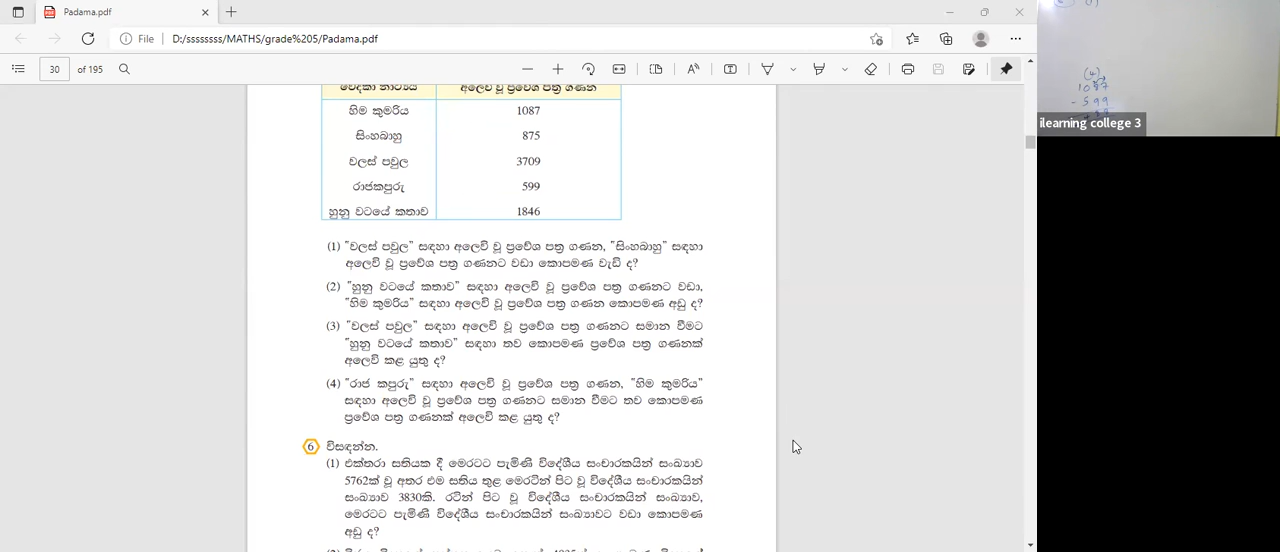 Padama.pdf
File D:/ssssssss/MATHS/grade%205/Padama.pdf
30 of 195
වේදිකා නාට්‍යය අලෙවි වූ ප්‍රවේශ පත්‍ර ගණන
හිම කුමරිය 1087
සිංහබාහු 875
වලස් පවුල 3709
රාජකපුරු 599
හුනු වටයේ කතාව 1846
(1) "වලස් පවුල" සඳහා අලෙවි වූ ප්‍රවේශ පත්‍ර ගණන, "සිංහබාහු" සඳහා
අලෙවි වූ ප්‍රවේශ පත්‍ර ගණනට වඩා කොපමණ වැඩි ද?
(2) "හුනු වටයේ කතාව" සඳහා අලෙවි වූ ප්‍රවේශ පත්‍ර ගණනට වඩා,
"හිම කුමරිය" සඳහා අලෙවි වූ ප්‍රවේශ පත්‍ර ගණන කොපමණ අඩු ද?
(3) "වලස් පවුල" සඳහා අලෙවි වූ ප්‍රවේශ පත්‍ර ගණනට සමාන වීමට
"හුනු වටයේ කතාව" සඳහා තව කොපමණ ප්‍රවේශ පත්‍ර ගණනක්
අලෙවි කළ යුතු ද?
(4) "රාජ කපුරු" සඳහා අලෙවි වූ ප්‍රවේශ පත්‍ර ගණන, "හිම කුමරිය"
සඳහා අලෙවි වූ ප්‍රවේශ පත්‍ර ගණනට සමාන වීමට තව කොපමණ
ප්‍රවේශ පත්‍ර ගණනක් අලෙවි කළ යුතු ද?
6 විසඳන්න.
(1) එක්තරා සතියක දී මෙරටට පැමිණි විදේශීය සංචාරකයින් සංඛ්‍යාව
5762ක් වූ අතර එම සතිය තුළ මෙරටින් පිට වූ විදේශීය සංචාරකයින්
සංඛ්‍යාව 3830කි. රටින් පිට වූ විදේශීය සංචාරකයින් සංඛ්‍යාව,
මෙරටට පැමිණි විදේශීය සංචාරකයින් සංඛ්‍යාවට වඩා කොපමණ
අඩු ද?
(4)
1087
- 599
ilearning college 3